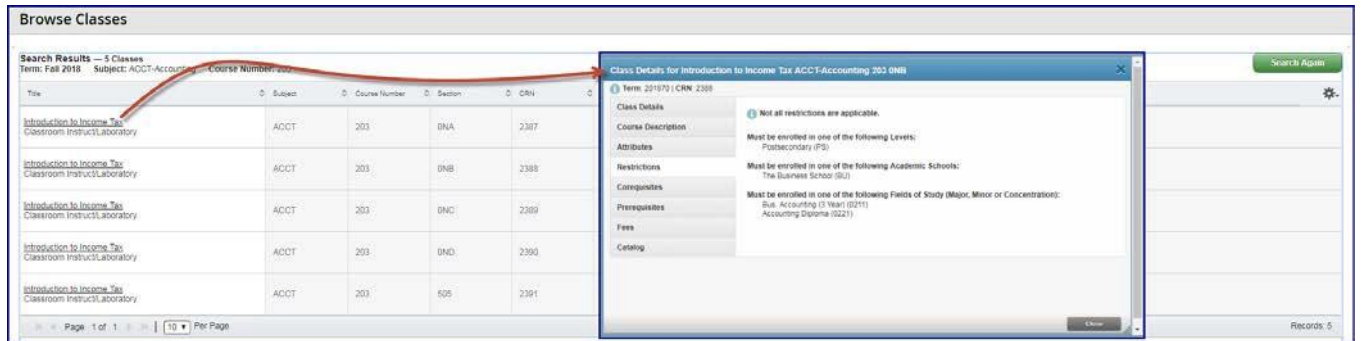 Browse Classes
Search Results — 5 Classes
Term: Fall 2018 Subject: ACCT-Accounting Course Number: 203
Search Again
Title Subject Course Number Section CRN
Introduction to Income Tax
Classroom Instruct/Laboratory
ACCT 203 0NA 2387
Introduction to Income Tax
Classroom Instruct/Laboratory
ACCT 203 0NB 2388
Introduction to Income Tax
Classroom Instruct/Laboratory
ACCT 203 0NC 2389
Introduction to Income Tax
Classroom Instruct/Laboratory
ACCT 203 0ND 2390
Introduction to Income Tax
Classroom Instruct/Laboratory
ACCT 203 505 2391
Page 1 of 1 | 10 Per Page
Records: 5
Class Details for Introduction to Income Tax ACCT-Accounting 203 0NB
Term: 201870 | CRN: 2388
Class Details
Course Description
Attributes
Restrictions
Corequisites
Prerequisites
Fees
Catalog
Not all restrictions are applicable.
Must be enrolled in one of the following Levels:
Postsecondary (PS)
Must be enrolled in one of the following Academic Schools:
The Business School (BU)
Must be enrolled in one of the following Fields of Study (Major, Minor or Concentration):
Bus. Accounting (3 Year) (0211)
Accounting Diploma (0221)
Close